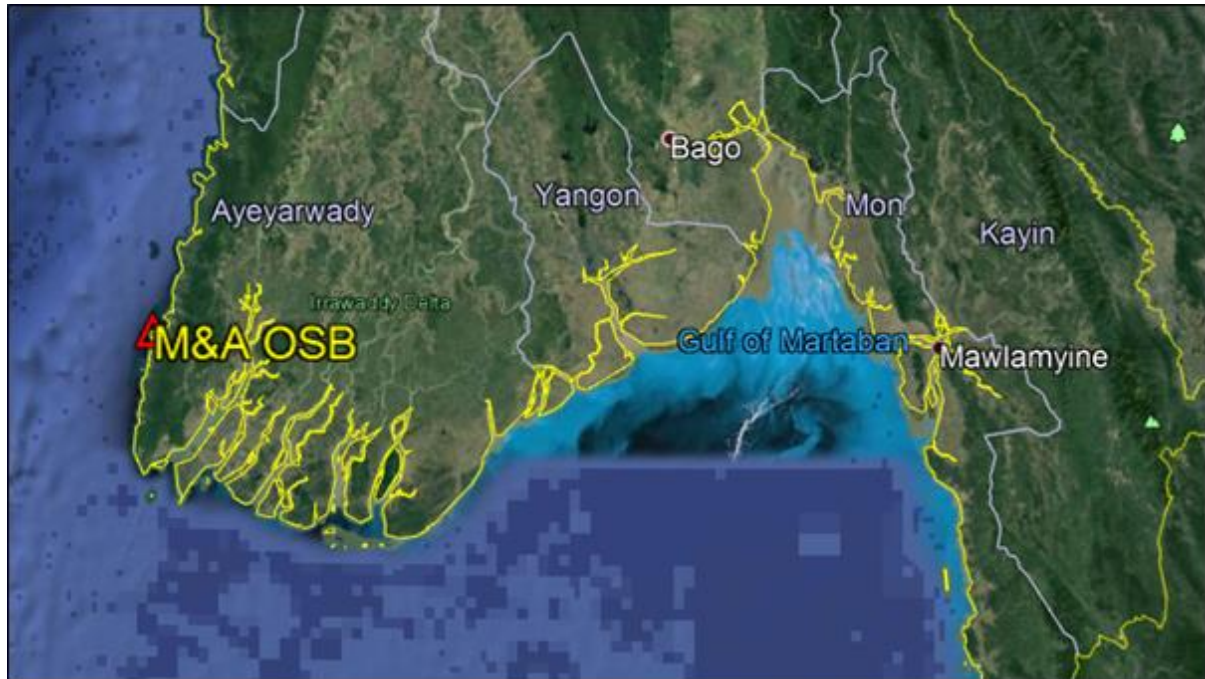 Bago
Ayeyarwady
Yangon
Mon
Kayin
Irrawaddy Delta
M&A OSB
Gulf of Martaban
Mawlamyine